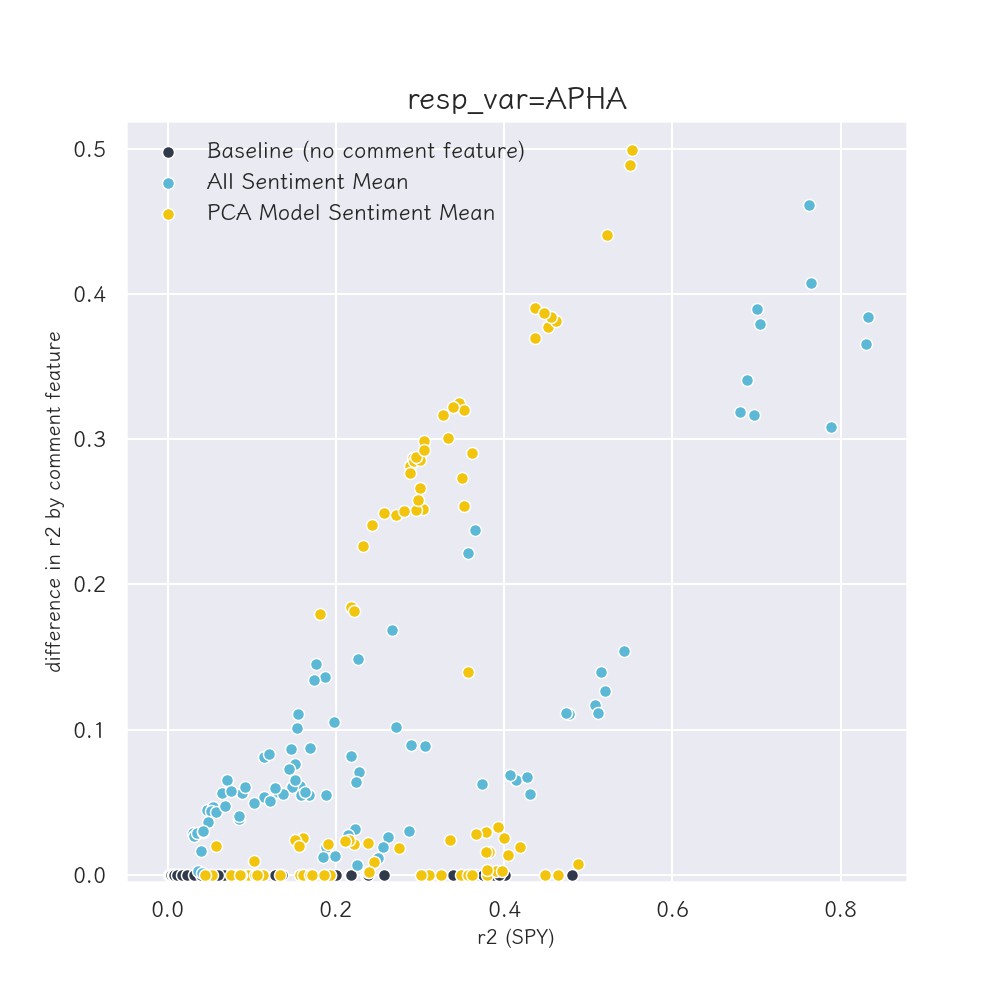 resp_var=APHA
Baseline (no comment feature)
All Sentiment Mean
PCA Model Sentiment Mean
difference in r2 by comment feature
0.5
0.4
0.3
0.2
0.1
0.0
0.0 0.2 0.4 0.6 0.8
r2 (SPY)